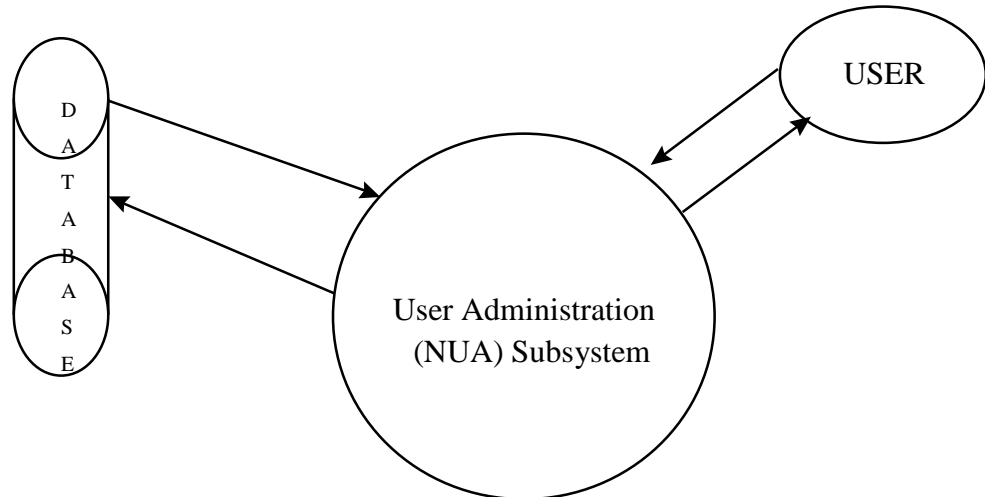 USER
D
A
T
A
B
A
S
E
User Administration
(NUA) Subsystem